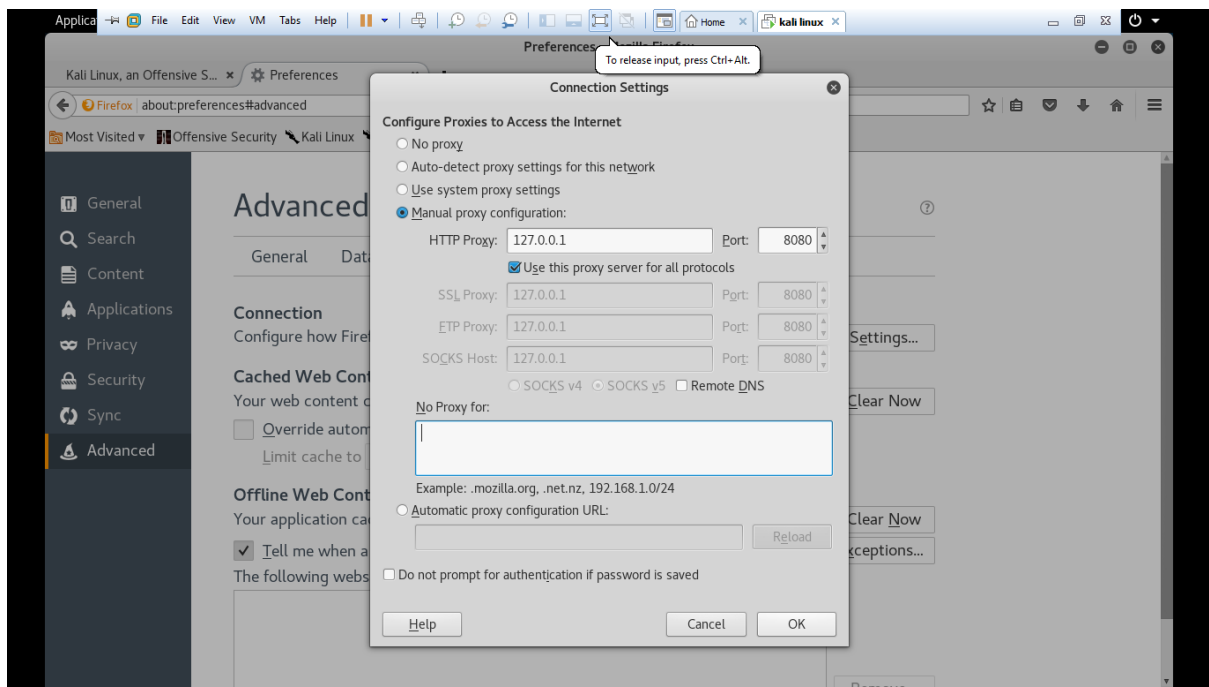 Applica File Edit View VM Tabs Help Home kali linux
Preferences - Mozilla Firefox
To release input, press Ctrl+Alt.
Kali Linux, an Offensive S... Preferences
Connection Settings
Firefox about:preferences#advanced
Most Visited Offensive Security Kali Linux
Configure Proxies to Access the Internet
No proxy
Auto-detect proxy settings for this network
Use system proxy settings
Manual proxy configuration:
HTTP Proxy: 127.0.0.1 Port: 8080
Use this proxy server for all protocols
SSL Proxy: 127.0.0.1 Port: 8080
FTP Proxy: 127.0.0.1 Port: 8080
SOCKS Host: 127.0.0.1 Port: 8080
SOCKS v4 SOCKS v5 Remote DNS
No Proxy for:
Example: .mozilla.org, .net.nz, 192.168.1.0/24
Automatic proxy configuration URL:
Reload
Do not prompt for authentication if password is saved
Help Cancel OK
General
Search
Content
Applications
Privacy
Security
Sync
Advanced
Advanced
General Data
Connection
Configure how Firef
Settings...
Cached Web Cont
Your web content c
Clear Now
Override autom
Limit cache to
Offline Web Cont
Your application ca
Clear Now
Tell me when a
xceptions...
The following webs